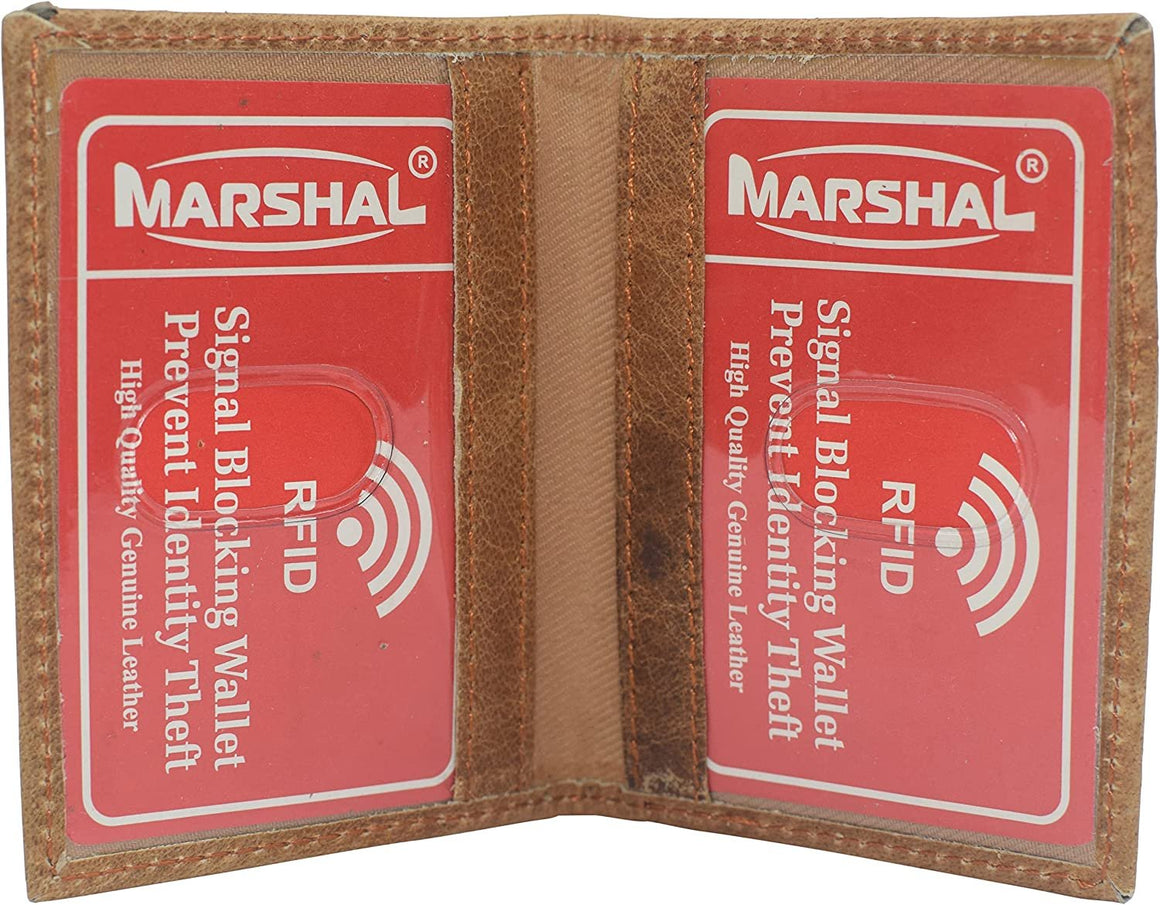 MARSHAL®
RFID
Signal Blocking Wallet
Prevent Identity Theft
High Quality Genuine Leather
MARSHAL®
RFID
Signal Blocking Wallet
Prevent Identity Theft
High Quality Genuine Leather